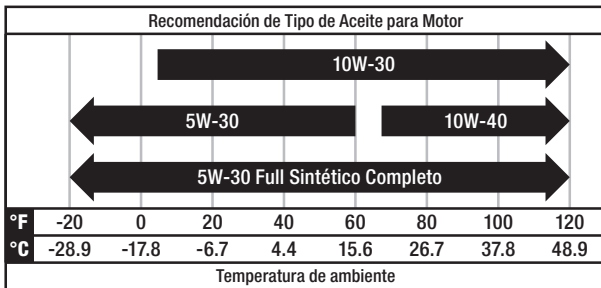 Recomendación de Tipo de Aceite para Motor
10W-30
5W-30 10W-40
5W-30 Full Sintético Completo
°F -20 0 20 40 60 80 100 120
°C -28.9 -17.8 -6.7 4.4 15.6 26.7 37.8 48.9
Temperatura de ambiente